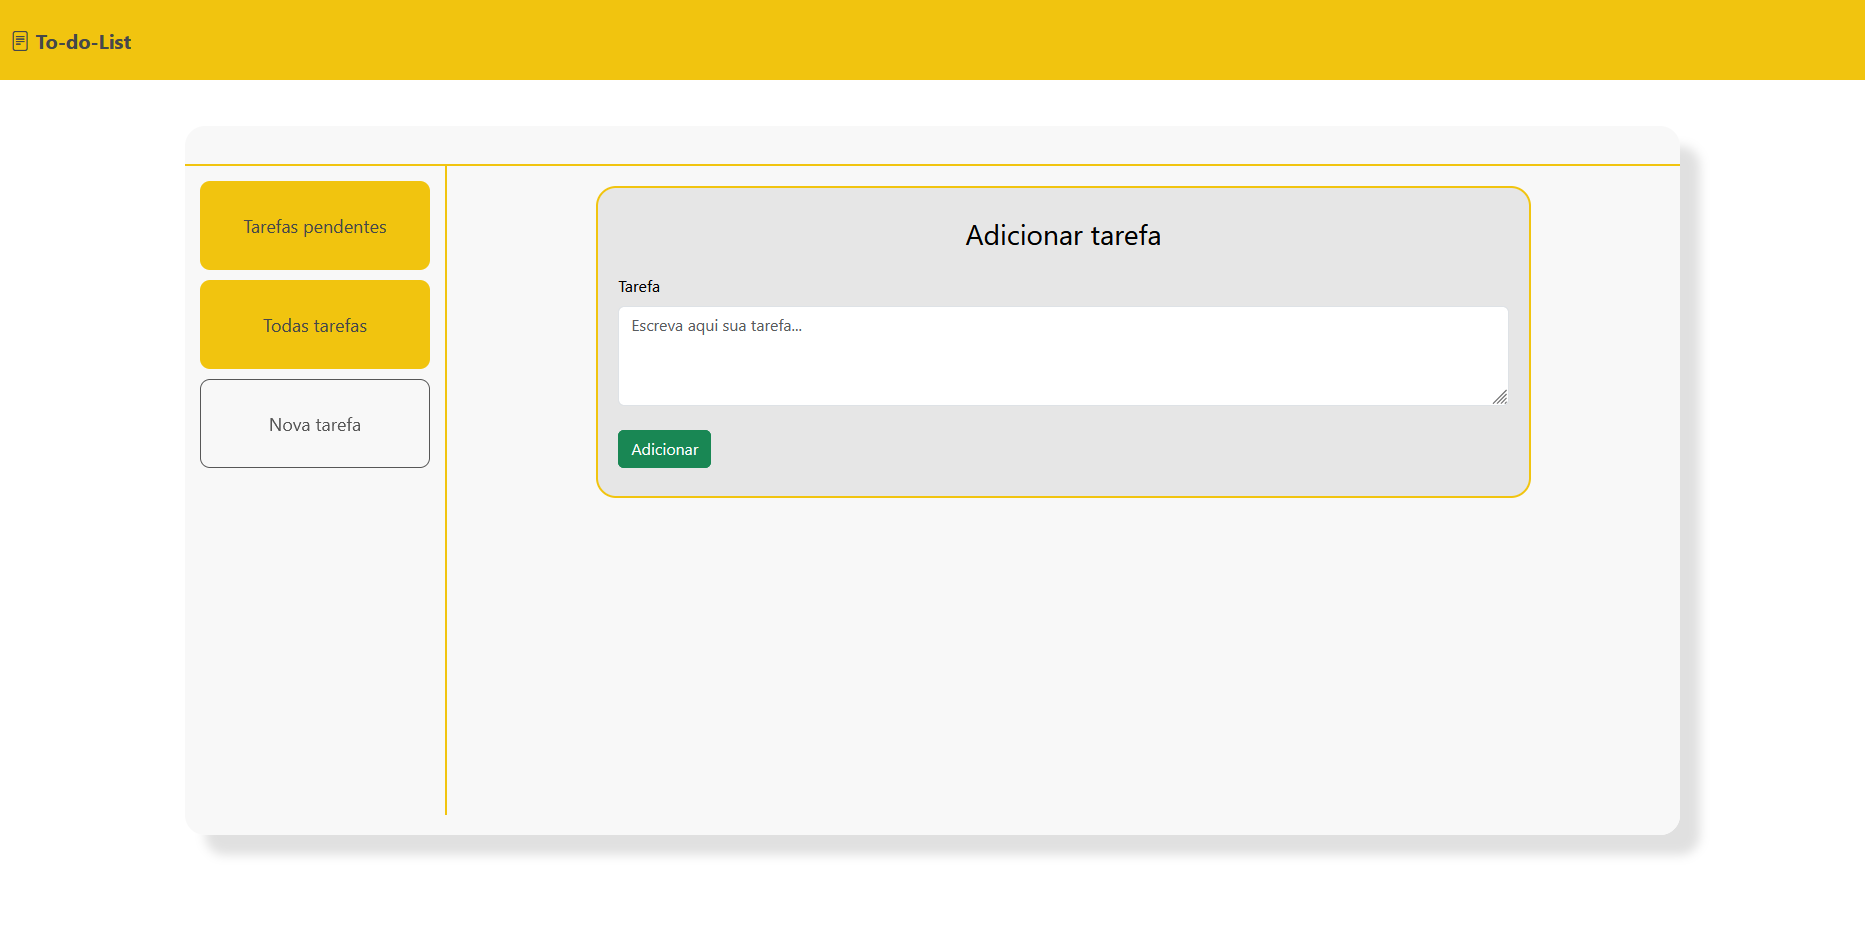 To-do-List
Tarefas pendentes
Todas tarefas
Nova tarefa
Adicionar tarefa
Tarefa
Escreva aqui sua tarefa...
Adicionar